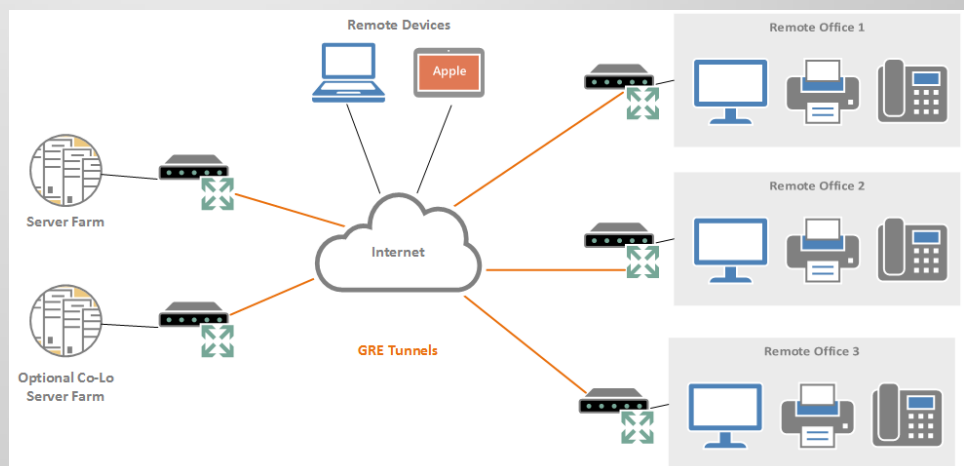 Remote Devices
Apple
Remote Office 1
Server Farm
Internet
Remote Office 2
GRE Tunnels
Optional Co-Lo
Server Farm
Remote Office 3